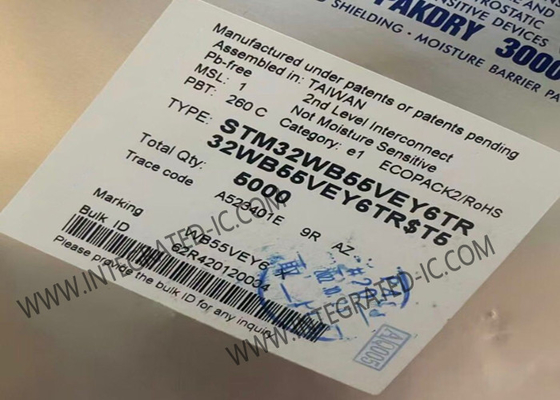 ROSTATIC
SITIVE DEVICES
PAKDRY 3000
SHIELDING • MOISTURE BARRIER
Manufactured under patents or patents pending
Assembled in: TAIWAN
Pb-free 2nd Level Interconnect
MSL: 1 Not Moisture Sensitive
PBT: 260 C Category: e1 ECOPACK2/RoHS
TYPE: STM32WB55VEY6TR
32WB55VEY6TR$T5
Total Qty: 5000
Trace code A523401E 9R AZ
Marking WB55VEY6
Bulk ID 6ZR420120004
Please provide the bulk ID for any inquiry
WWW.INTEGRATED-IC.COM
WWW.INTEGRATED-IC.COM